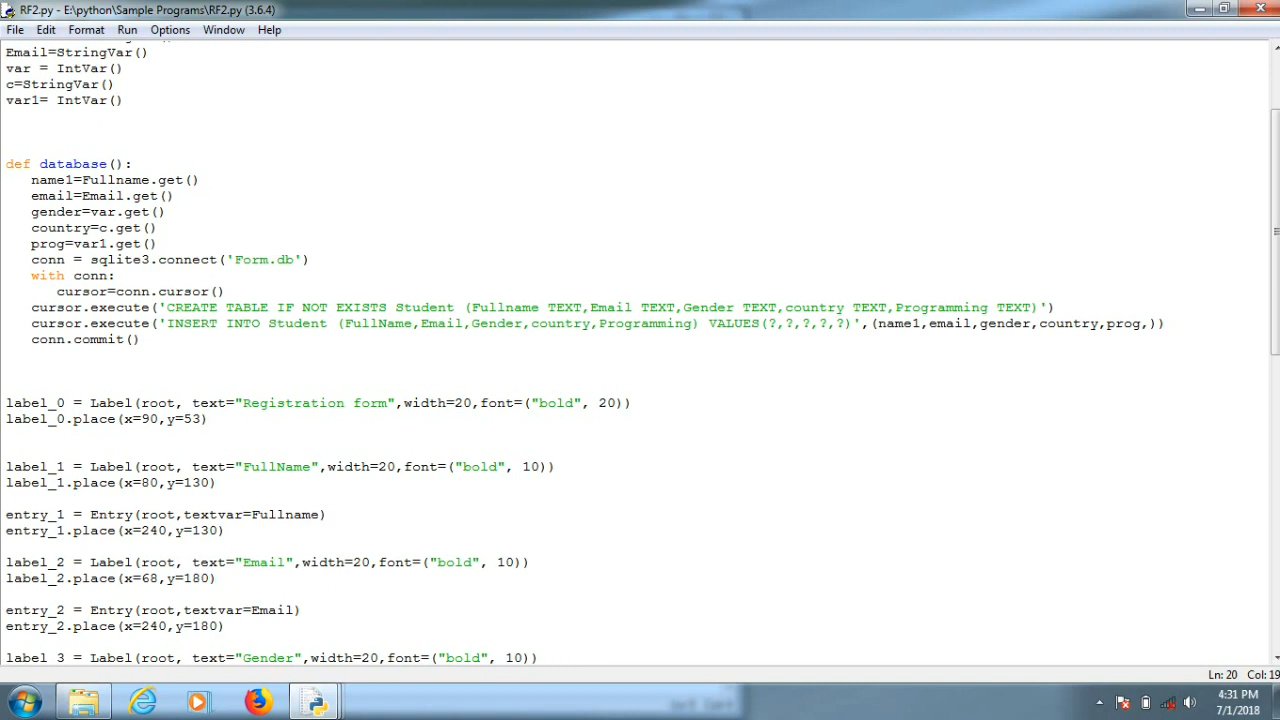 RF2.py - E:\python\Sample Programs\RF2.py (3.6.4)
File Edit Format Run Options Window Help
Email=StringVar()
var = IntVar()
c=StringVar()
var1= IntVar()
def database():
   name1=Fullname.get()
   email=Email.get()
   gender=var.get()
   country=c.get()
   prog=var1.get()
   conn = sqlite3.connect('Form.db')
   with conn:
      cursor=conn.cursor()
   cursor.execute('CREATE TABLE IF NOT EXISTS Student (Fullname TEXT,Email TEXT,Gender TEXT,country TEXT,Programming TEXT)')
   cursor.execute('INSERT INTO Student (FullName,Email,Gender,country,Programming) VALUES(?,?,?,?,?)',(name1,email,gender,country,prog,))
   conn.commit()
label_0 = Label(root, text="Registration form",width=20,font=("bold", 20))
label_0.place(x=90,y=53)
label_1 = Label(root, text="FullName",width=20,font=("bold", 10))
label_1.place(x=80,y=130)
entry_1 = Entry(root,textvar=Fullname)
entry_1.place(x=240,y=130)
label_2 = Label(root, text="Email",width=20,font=("bold", 10))
label_2.place(x=68,y=180)
entry_2 = Entry(root,textvar=Email)
entry_2.place(x=240,y=180)
label_3 = Label(root, text="Gender",width=20,font=("bold", 10))
Ln: 20 Col: 19
4:31 PM
7/1/2018